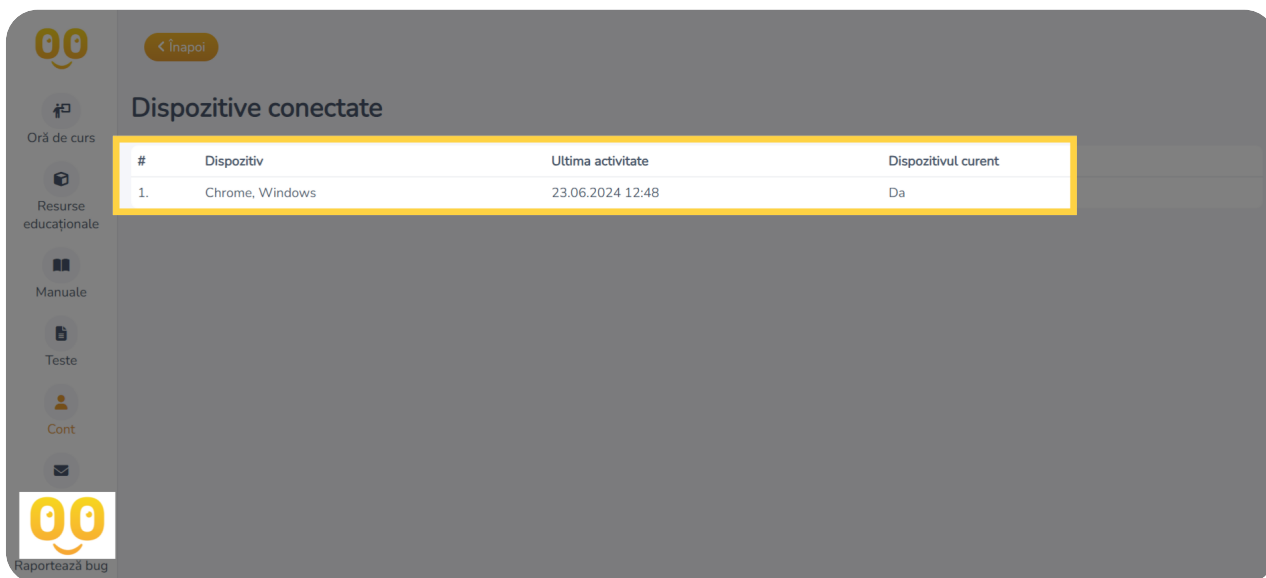 Înapoi
Dispozitive conectate
Oră de curs
# Dispozitiv Ultima activitate Dispozitivul curent
1. Chrome, Windows 23.06.2024 12:48 Da
Resurse
educaționale
Manuale
Teste
Cont
Raportează bug